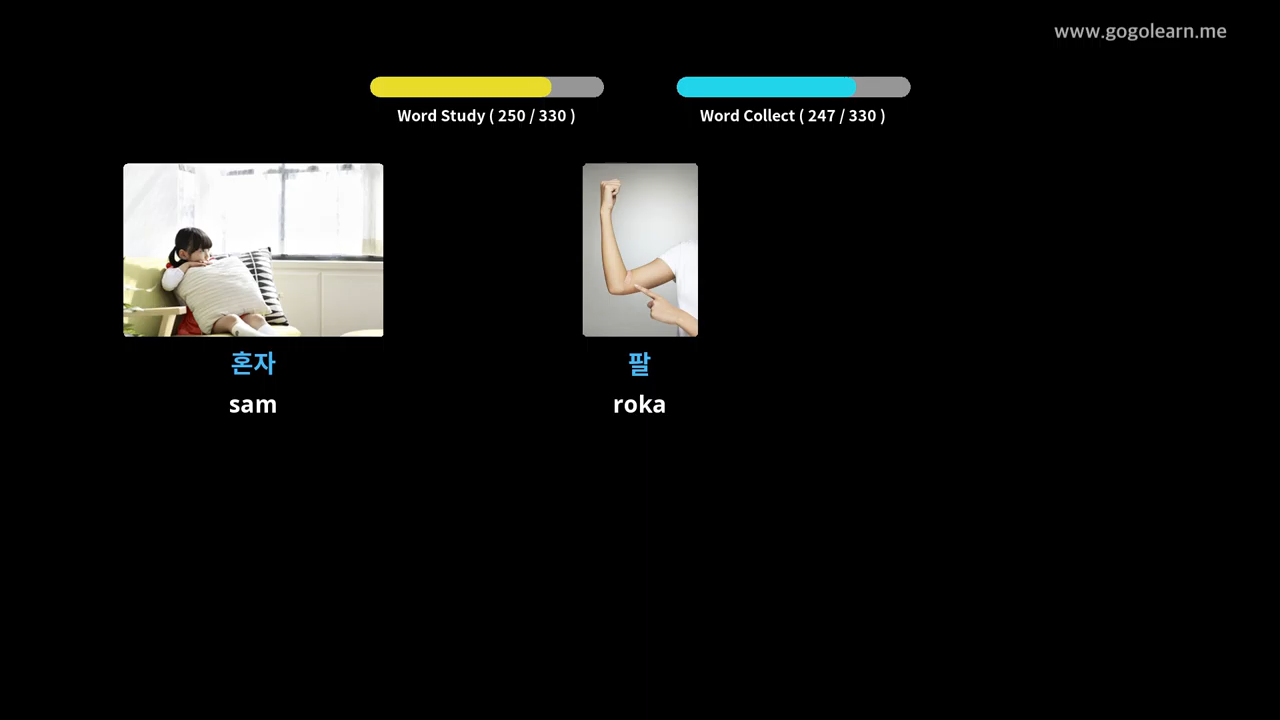 www.gogolearn.me
Word Study ( 250 / 330 )
Word Collect ( 247 / 330 )
혼자
sam
팔
roka